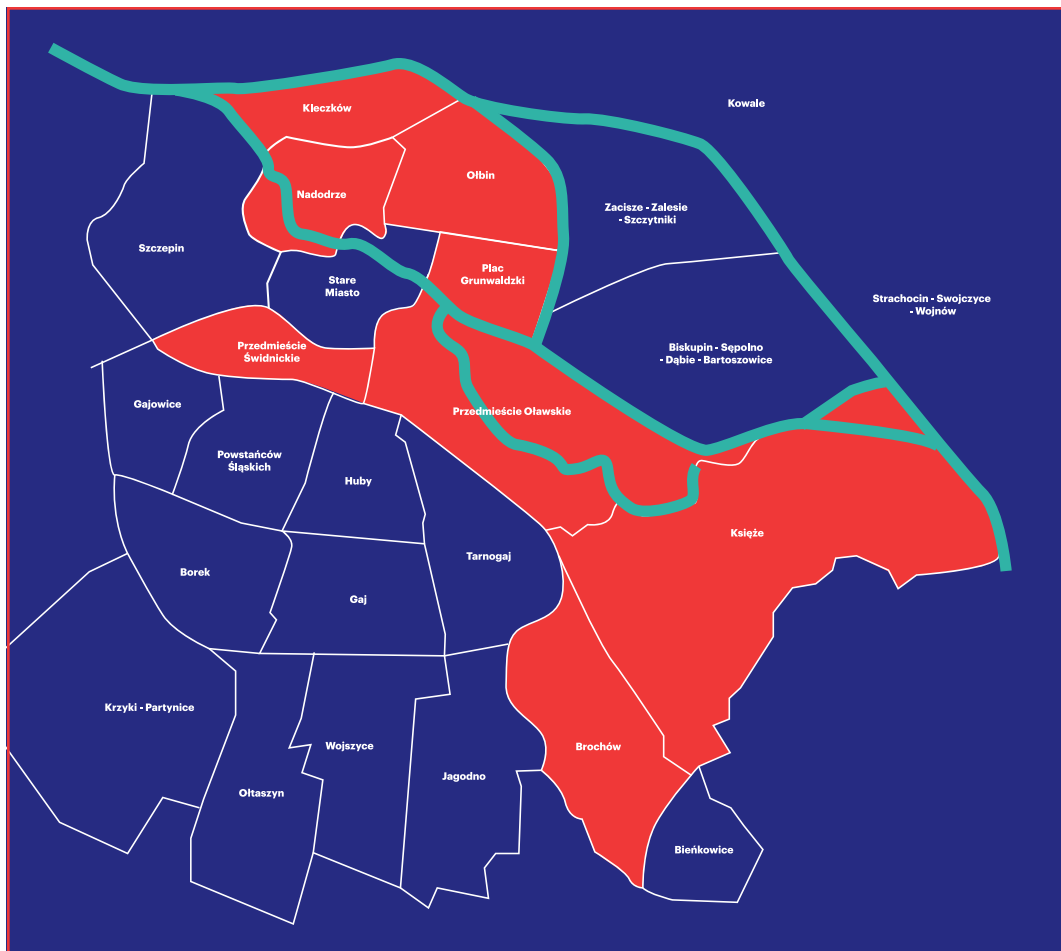 Kowale
Kleczków
Ołbin
Nadodrze
Zacisze - Zalesie
- Szczytniki
Szczepin
Plac
Grunwaldzki
Stare
Miasto
Strachocin - Swojczyce
- Wojnów
Przedmieście
Świdnickie
Biskupin - Sępolno
- Dąbie - Bartoszowice
Gajowice
Przedmieście Oławskie
Powstańców
Śląskich
Huby
Księże
Tarnogaj
Borek
Gaj
Krzyki - Partynice
Wojszyce
Brochów
Jagodno
Ołtaszyn
Bieńkowice